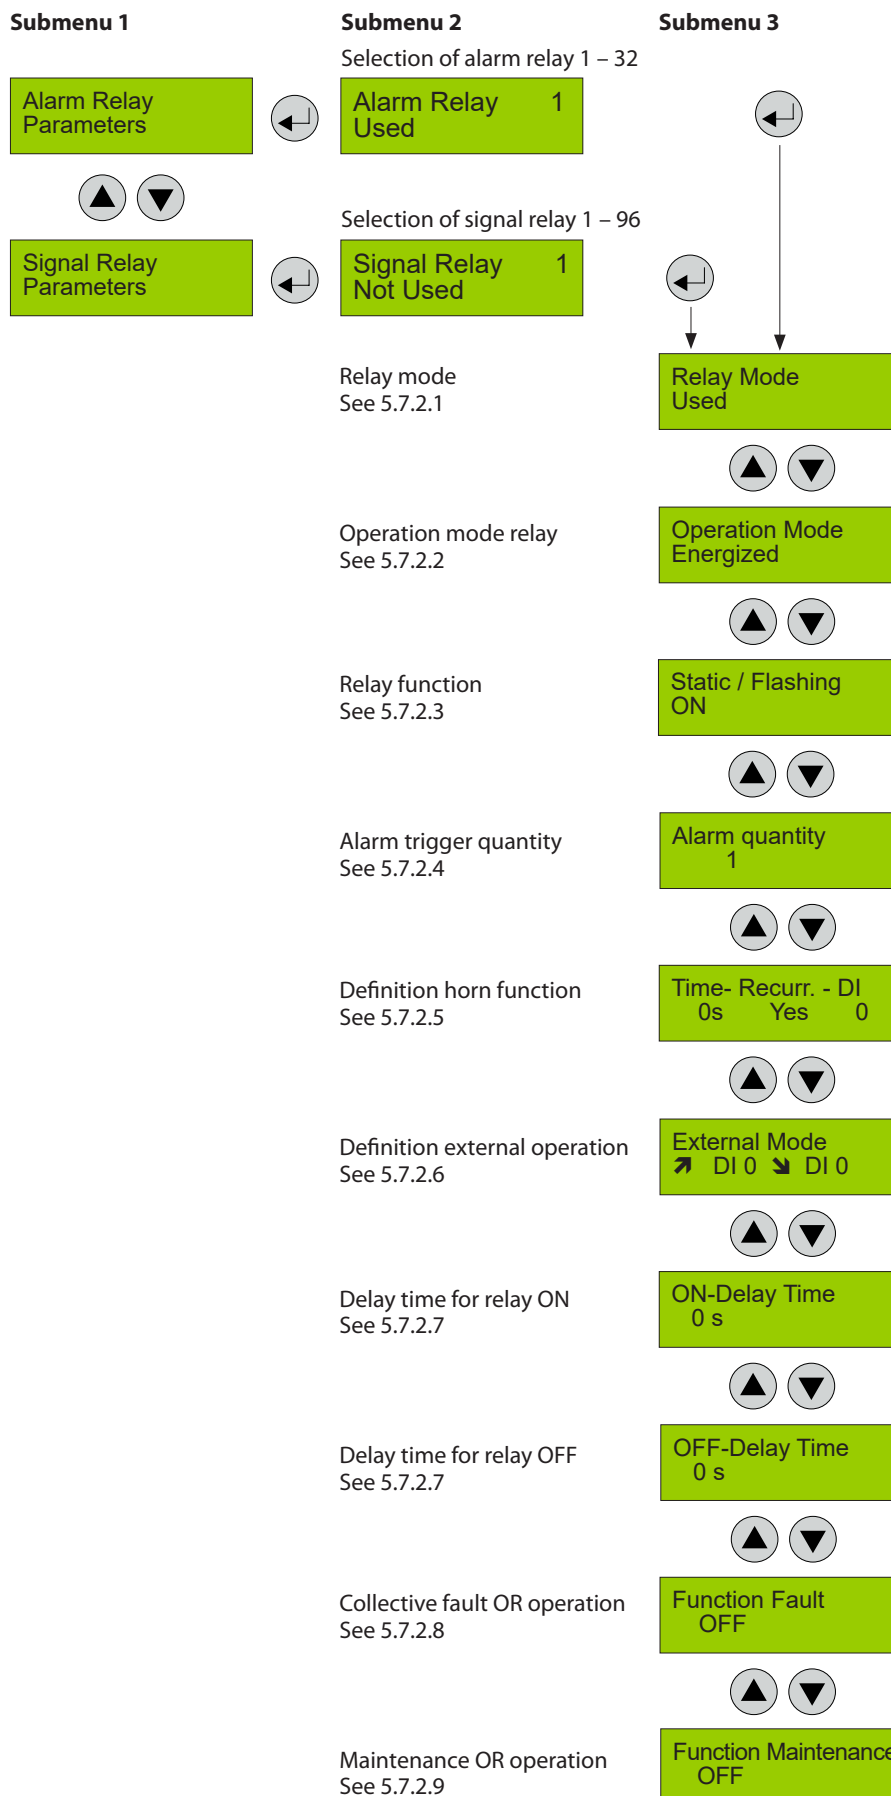 Submenu 1
Submenu 2
Submenu 3
Selection of alarm relay 1 – 32
Alarm Relay
Parameters
Alarm Relay 1
Used
Selection of signal relay 1 – 96
Signal Relay
Parameters
Signal Relay 1
Not Used
Relay mode
See 5.7.2.1
Relay Mode
Used
Operation mode relay
See 5.7.2.2
Operation Mode
Energized
Relay function
See 5.7.2.3
Static / Flashing
ON
Alarm trigger quantity
See 5.7.2.4
Alarm quantity
1
Definition horn function
See 5.7.2.5
Time- Recurr. - DI
0s Yes 0
Definition external operation
See 5.7.2.6
External Mode
DI 0 DI 0
Delay time for relay ON
See 5.7.2.7
ON-Delay Time
0 s
Delay time for relay OFF
See 5.7.2.7
OFF-Delay Time
0 s
Collective fault OR operation
See 5.7.2.8
Function Fault
OFF
Maintenance OR operation
See 5.7.2.9
Function Maintenance
OFF